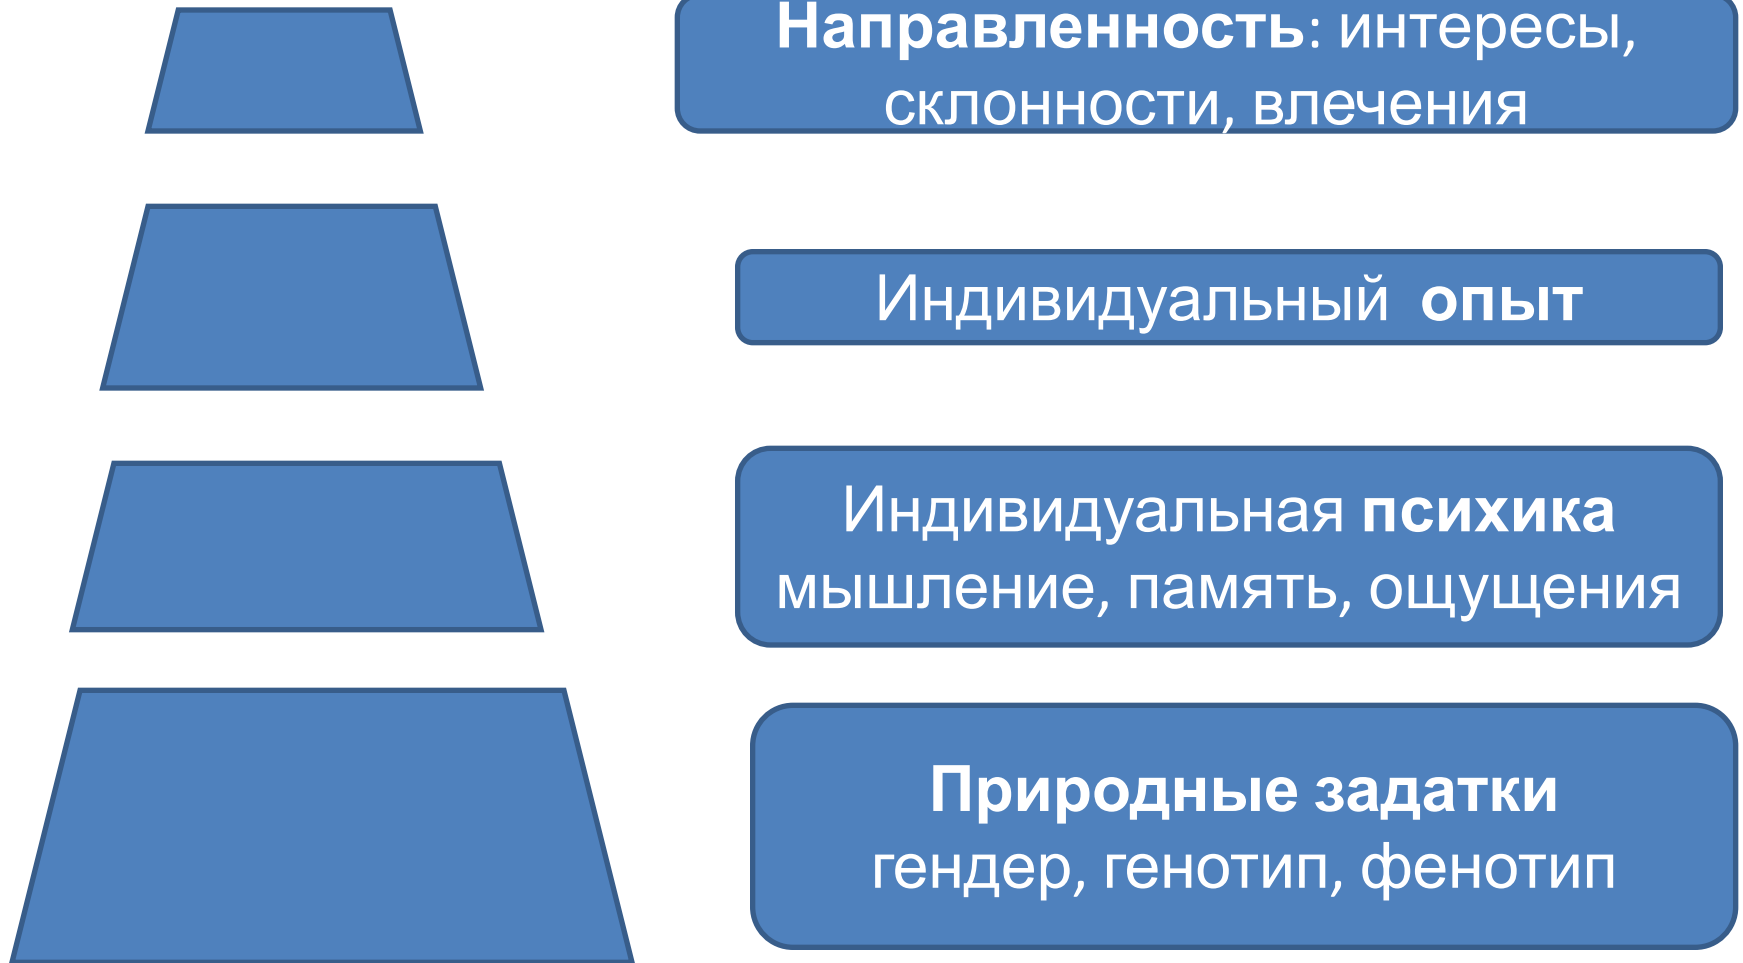 Направленность: интересы,
склонности, влечения
Индивидуальный опыт
Индивидуальная психика
мышление, память, ощущения
Природные задатки
гендер, генотип, фенотип